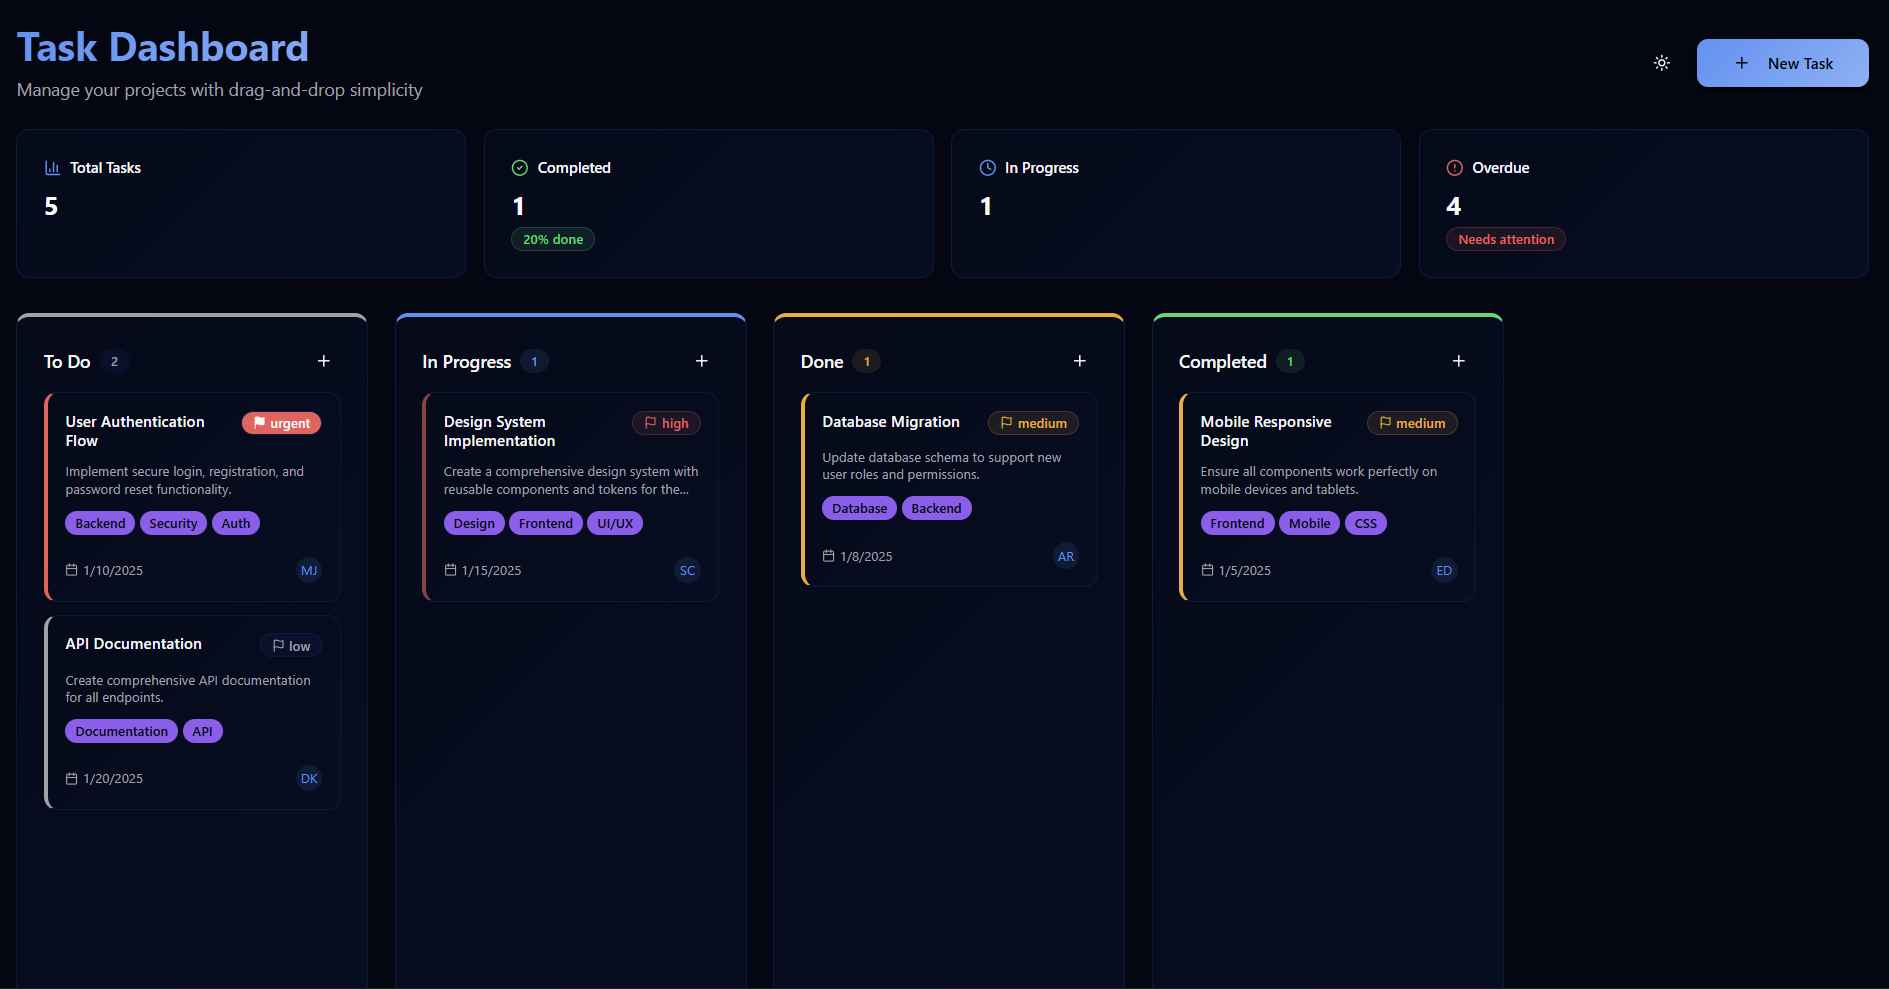 Task Dashboard
Manage your projects with drag-and-drop simplicity
New Task
Total Tasks
5
Completed
1
20% done
In Progress
1
Overdue
4
Needs attention
To Do 2
User Authentication
Flow
urgent
Implement secure login, registration, and
password reset functionality.
Backend Security Auth
1/10/2025 MJ
API Documentation
low
Create comprehensive API documentation
for all endpoints.
Documentation API
1/20/2025 DK
In Progress 1
Design System
Implementation
high
Create a comprehensive design system with
reusable components and tokens for the...
Design Frontend UI/UX
1/15/2025 SC
Done 1
Database Migration
medium
Update database schema to support new
user roles and permissions.
Database Backend
1/8/2025 AR
Completed 1
Mobile Responsive
Design
medium
Ensure all components work perfectly on
mobile devices and tablets.
Frontend Mobile CSS
1/5/2025 ED